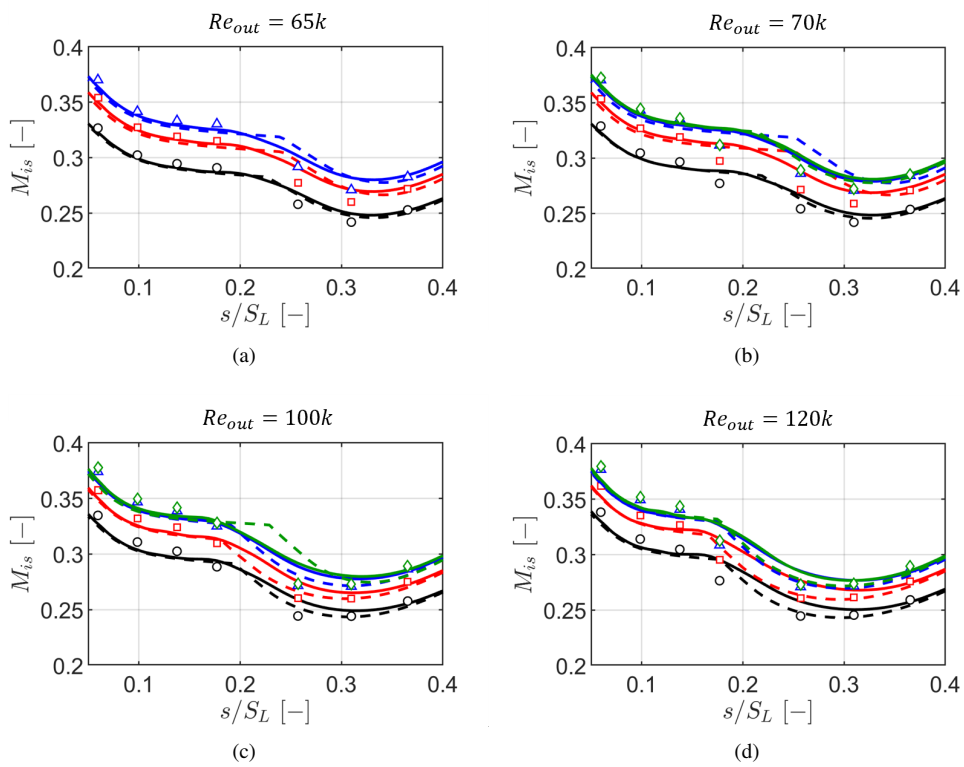 Re_out = 65k
Re_out = 70k
0.4
0.35
0.3
0.25
0.2
M_is [−]
0.1
0.2
0.3
0.4
s/S_L [−]
(a)
0.4
0.35
0.3
0.25
0.2
M_is [−]
0.1
0.2
0.3
0.4
s/S_L [−]
(b)
Re_out = 100k
Re_out = 120k
0.4
0.35
0.3
0.25
0.2
M_is [−]
0.1
0.2
0.3
0.4
s/S_L [−]
(c)
0.4
0.35
0.3
0.25
0.2
M_is [−]
0.1
0.2
0.3
0.4
s/S_L [−]
(d)